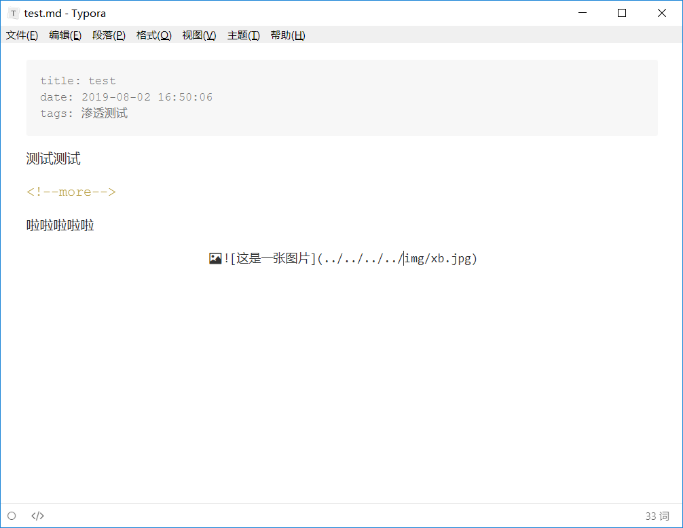 T test.md - Typora
文件(F) 编辑(E) 段落(P) 格式(O) 视图(V) 主题(T) 帮助(H)
title: test
date: 2019-08-02 16:50:06
tags: 渗透测试
测试测试
<!--more-->
啦啦啦啦啦
![这是一张图片](../../../../img/xb.jpg)
</> 33 词